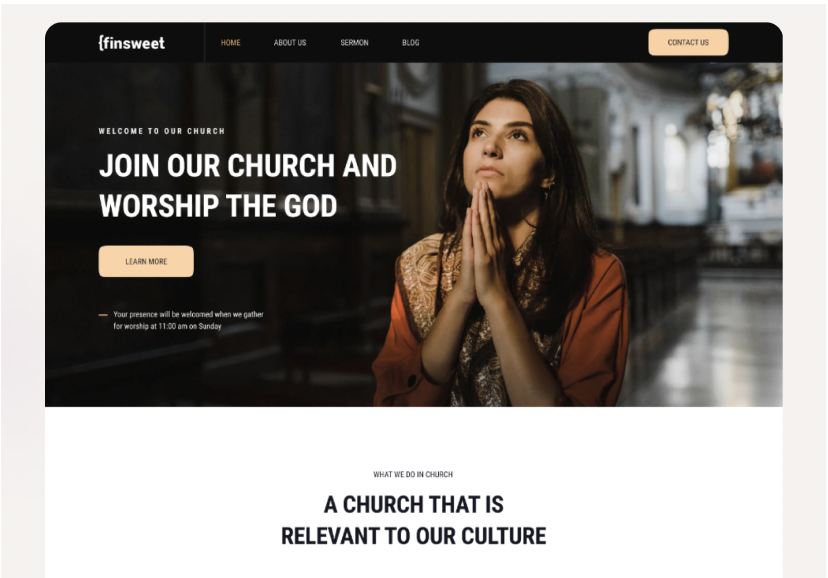 {finsweet
HOME
ABOUT US
SERMON
BLOG
CONTACT US
WELCOME TO OUR CHURCH
JOIN OUR CHURCH AND
WORSHIP THE GOD
LEARN MORE
Your presence will be welcomed when we gather
for worship at 11:00 am on Sunday
WHAT WE DO IN CHURCH
A CHURCH THAT IS
RELEVANT TO OUR CULTURE